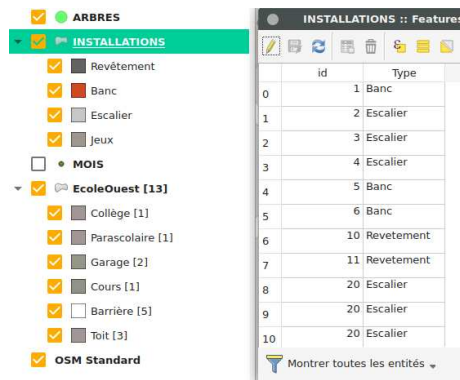 ARBRES
INSTALLATIONS
Revêtement
Banc
Escalier
Jeux
MOIS
EcoleOuest [13]
Collège [1]
Parascolaire [1]
Garage [2]
Cours [1]
Barrière [5]
Toit [3]
OSM Standard
INSTALLATIONS :: Features
id Type
0 1 Banc
1 2 Escalier
2 3 Escalier
3 4 Escalier
4 5 Banc
5 6 Banc
6 10 Revetement
7 11 Revetement
8 20 Escalier
9 20 Escalier
10 20 Escalier
Montrer toutes les entités